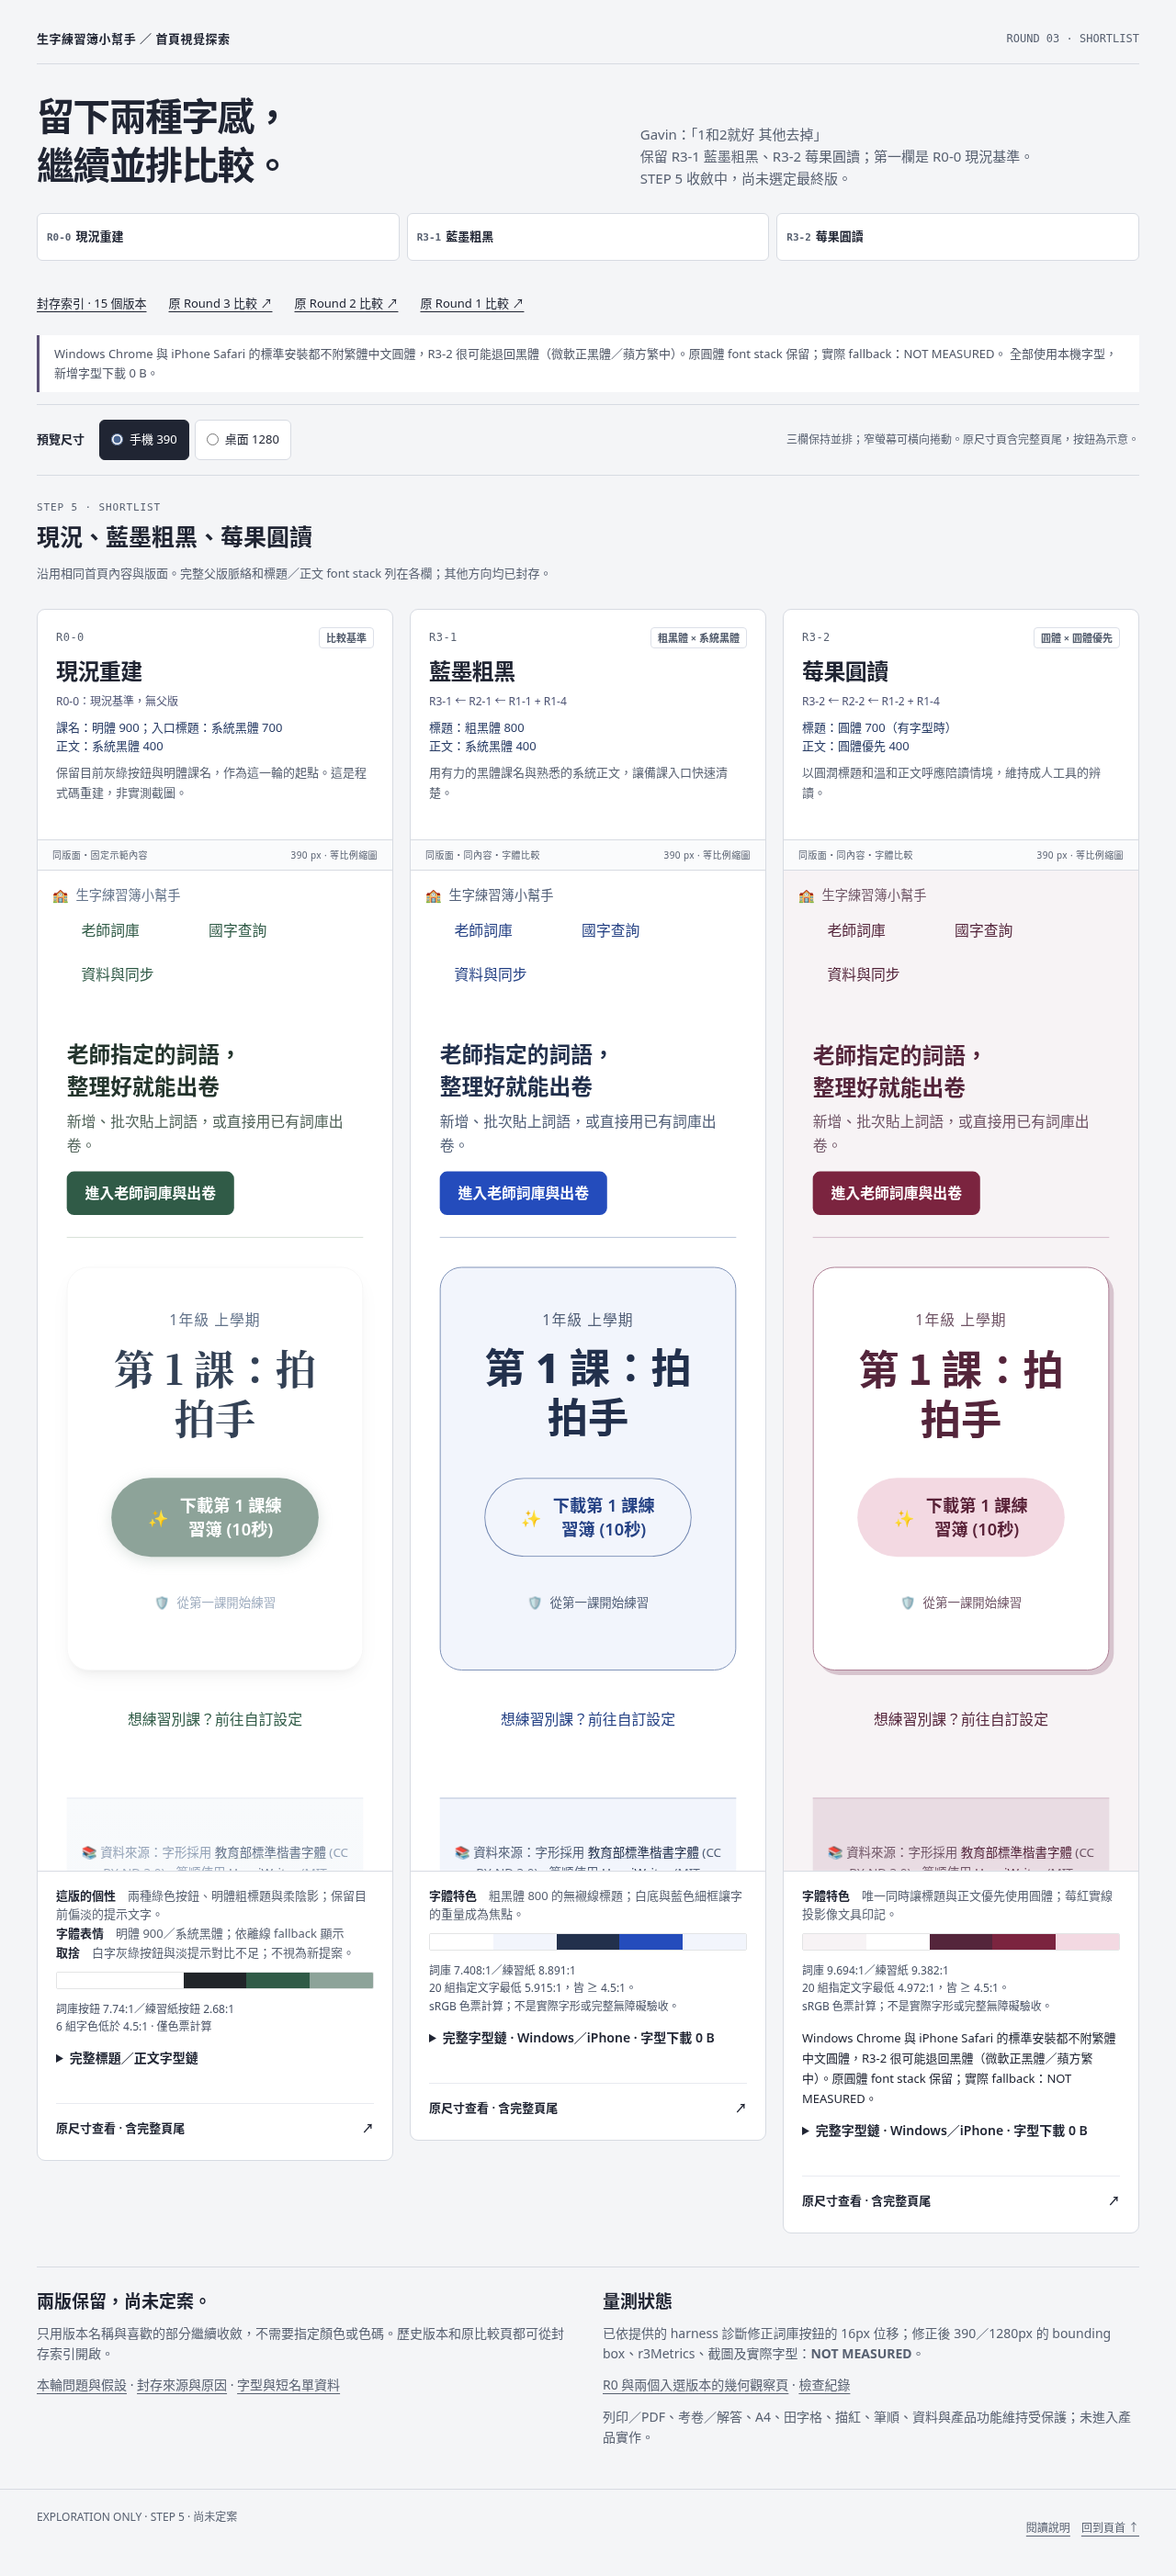 生字練習簿小幫手 ／ 首頁視覺探索
ROUND 03 · SHORTLIST
留下兩種字感，
繼續並排比較。
Gavin：「1和2就好 其他去掉」
保留 R3-1 藍墨粗黑、R3-2 莓果圓讀；第一欄是 R0-0 現況基準。
STEP 5 收斂中，尚未選定最終版。
R0-0 現況重建
R3-1 藍墨粗黑
R3-2 莓果圓讀
封存索引 · 15 個版本
原 Round 3 比較 ↗
原 Round 2 比較 ↗
原 Round 1 比較 ↗
Windows Chrome 與 iPhone Safari 的標準安裝都不附繁體中文圓體，R3-2 很可能退回黑體（微軟正黑體／蘋方繁中）。原圓體 font stack 保留；實際 fallback：NOT MEASURED。 全部使用本機字型，
新增字型下載 0 B。
預覽尺寸
手機 390
桌面 1280
三欄保持並排；窄螢幕可橫向捲動。原尺寸頁含完整頁尾，按鈕為示意。
STEP 5 · SHORTLIST
現況、藍墨粗黑、莓果圓讀
沿用相同首頁內容與版面。完整父版脈絡和標題／正文 font stack 列在各欄；其他方向均已封存。
R0-0
比較基準
現況重建
R0-0：現況基準，無父版
課名：明體 900；入口標題：系統黑體 700
正文：系統黑體 400
保留目前灰綠按鈕與明體課名，作為這一輪的起點。這是程
式碼重建，非實測截圖。
同版面・固定示範內容
390 px · 等比例縮圖
🏫 生字練習簿小幫手
老師詞庫
國字查詢
資料與同步
老師指定的詞語，
整理好就能出卷
新增、批次貼上詞語，或直接用已有詞庫出
卷。
進入老師詞庫與出卷
1年級 上學期
第 1 課：拍
拍手
✨ 下載第 1 課練
習簿 (10秒)
🛡️ 從第一課開始練習
想練習別課？前往自訂設定
📚 資料來源：字形採用 教育部標準楷書字體 (CC
這版的個性 兩種綠色按鈕、明體粗標題與柔陰影；保留目
前偏淡的提示文字。
字體表情 明體 900／系統黑體；依離線 fallback 顯示
取捨 白字灰綠按鈕與淡提示對比不足；不視為新提案。
詞庫按鈕 7.74:1／練習紙按鈕 2.68:1
6 組字色低於 4.5:1 · 僅色票計算
▶ 完整標題／正文字型鏈
原尺寸查看 · 含完整頁尾 ↗
R3-1
粗黑體 × 系統黑體
藍墨粗黑
R3-1 ← R2-1 ← R1-1 + R1-4
標題：粗黑體 800
正文：系統黑體 400
用有力的黑體課名與熟悉的系統正文，讓備課入口快速清
楚。
同版面・同內容・字體比較
390 px · 等比例縮圖
🏫 生字練習簿小幫手
老師詞庫
國字查詢
資料與同步
老師指定的詞語，
整理好就能出卷
新增、批次貼上詞語，或直接用已有詞庫出
卷。
進入老師詞庫與出卷
1年級 上學期
第 1 課：拍
拍手
✨ 下載第 1 課練
習簿 (10秒)
🛡️ 從第一課開始練習
想練習別課？前往自訂設定
📚 資料來源：字形採用 教育部標準楷書字體 (CC
字體特色 粗黑體 800 的無襯線標題；白底與藍色細框讓字
的重量成為焦點。
詞庫 7.408:1／練習紙 8.891:1
20 組指定文字最低 5.915:1，皆 ≥ 4.5:1。
sRGB 色票計算；不是實際字形或完整無障礙驗收。
▶ 完整字型鏈 · Windows／iPhone · 字型下載 0 B
原尺寸查看 · 含完整頁尾 ↗
R3-2
圓體 × 圓體優先
莓果圓讀
R3-2 ← R2-2 ← R1-2 + R1-4
標題：圓體 700（有字型時）
正文：圓體優先 400
以圓潤標題和溫和正文呼應陪讀情境，維持成人工具的辨
讀。
同版面・同內容・字體比較
390 px · 等比例縮圖
🏫 生字練習簿小幫手
老師詞庫
國字查詢
資料與同步
老師指定的詞語，
整理好就能出卷
新增、批次貼上詞語，或直接用已有詞庫出
卷。
進入老師詞庫與出卷
1年級 上學期
第 1 課：拍
拍手
✨ 下載第 1 課練
習簿 (10秒)
🛡️ 從第一課開始練習
想練習別課？前往自訂設定
📚 資料來源：字形採用 教育部標準楷書字體 (CC
字體特色 唯一同時讓標題與正文優先使用圓體；莓紅實線
投影像文具印記。
詞庫 9.694:1／練習紙 9.382:1
20 組指定文字最低 4.972:1，皆 ≥ 4.5:1。
sRGB 色票計算；不是實際字形或完整無障礙驗收。
Windows Chrome 與 iPhone Safari 的標準安裝都不附繁體
中文圓體，R3-2 很可能退回黑體（微軟正黑體／蘋方繁
中）。原圓體 font stack 保留；實際 fallback：NOT
MEASURED。
▶ 完整字型鏈 · Windows／iPhone · 字型下載 0 B
原尺寸查看 · 含完整頁尾 ↗
兩版保留，尚未定案。
只用版本名稱與喜歡的部分繼續收斂，不需要指定顏色或色碼。歷史版本和原比較頁都可從封
存索引開啟。
本輪問題與假設 · 封存來源與原因 · 字型與短名單資料
量測狀態
已依提供的 harness 診斷修正詞庫按鈕的 16px 位移；修正後 390／1280px 的 bounding
box、r3Metrics、截圖及實際字型：NOT MEASURED。
R0 與兩個入選版本的幾何觀察頁 · 檢查紀錄
列印／PDF、考卷／解答、A4、田字格、描紅、筆順、資料與產品功能維持受保護；未進入產
品實作。
EXPLORATION ONLY · STEP 5 · 尚未定案
閱讀說明
回到頁首 ↑